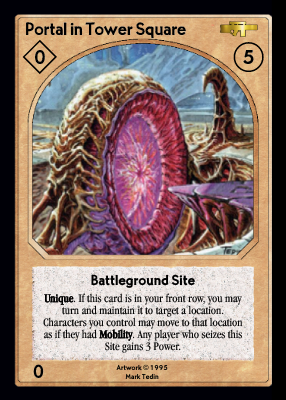 Portal in Tower Square
0
5
TEDIN
Battleground Site
Unique. If this card is in your front row, you may
turn and maintain it to target a location.
Characters you control may move to that location
as if they had Mobility. Any player who seizes this
Site gains 3 Power.
0
Artwork © 1995
Mark Tedin